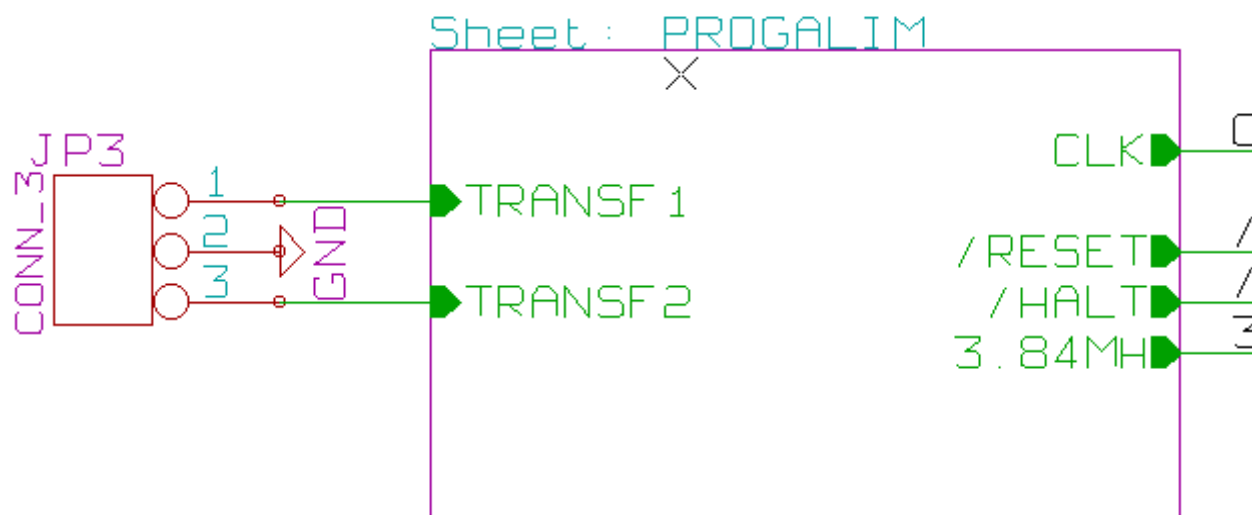 Sheet: PROGALIM
JP3
CONN_3
1
2
3
GND
TRANSF1
TRANSF2
CLK
/RESET
/HALT
3.84MH